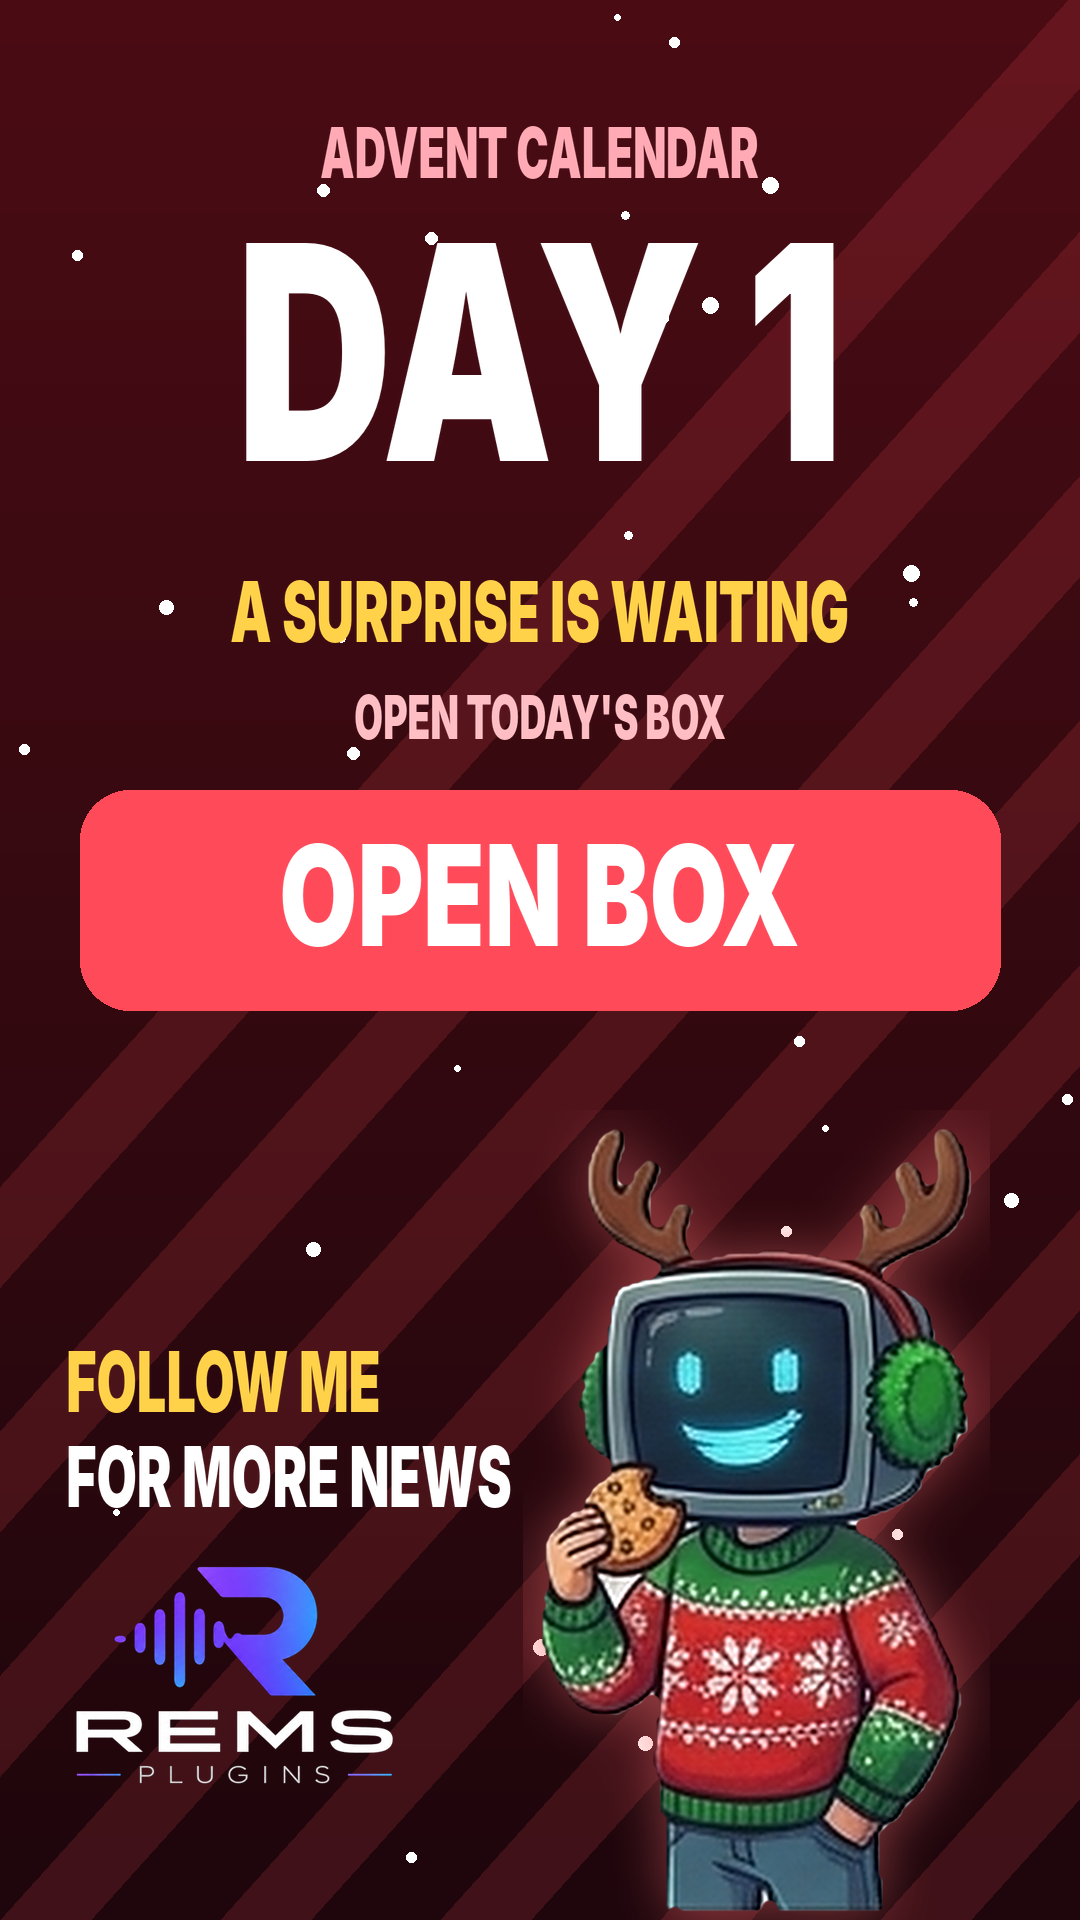 ADVENT CALENDAR
DAY 1
A SURPRISE IS WAITING
OPEN TODAY'S BOX
OPEN BOX
FOLLOW ME
FOR MORE NEWS
REMS
PLUGINS